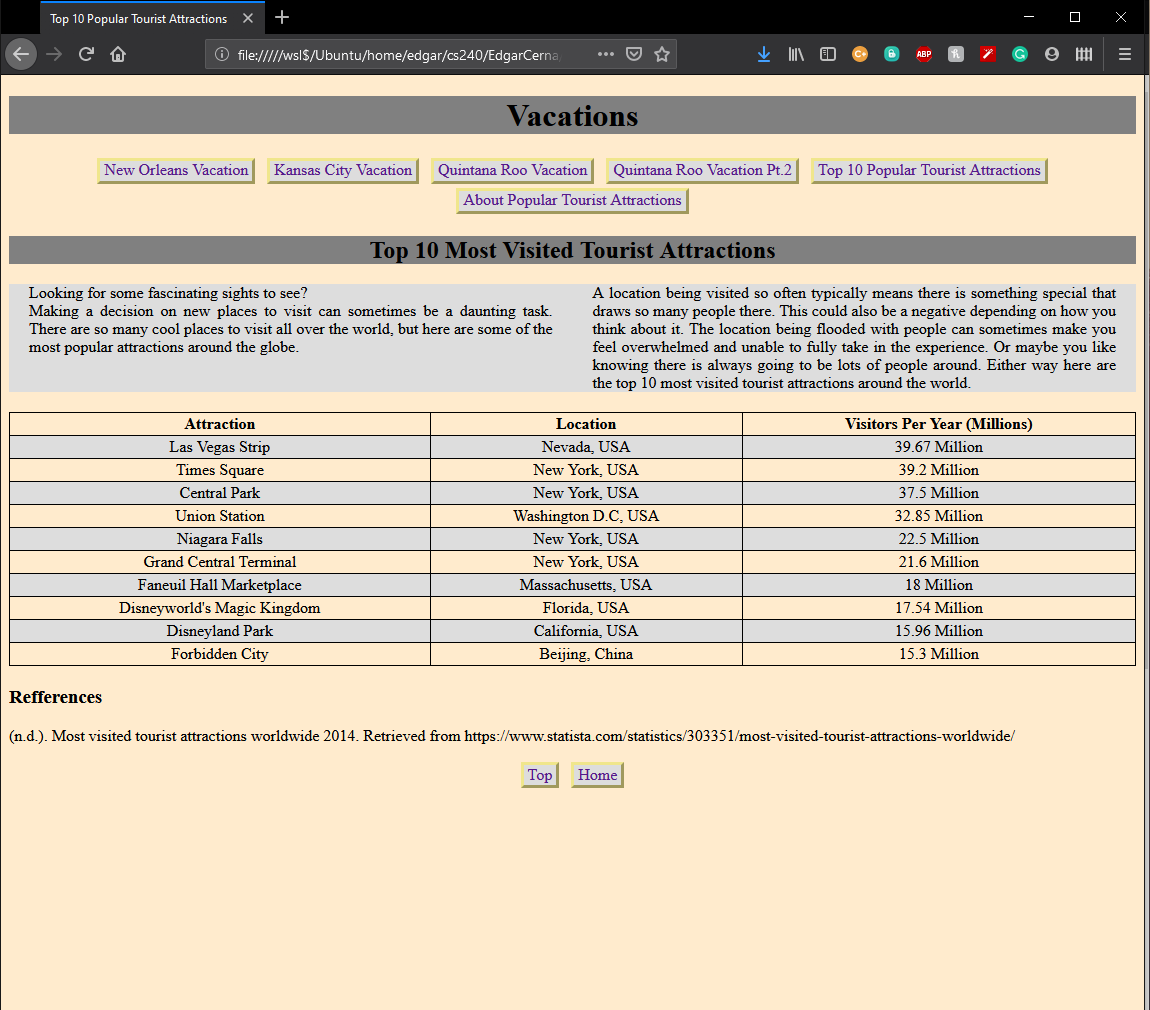 Top 10 Popular Tourist Attractions
file://///wsl$/Ubuntu/home/edgar/cs240/EdgarCerna
ABP
Vacations
New Orleans Vacation Kansas City Vacation Quintana Roo Vacation Quintana Roo Vacation Pt.2 Top 10 Popular Tourist Attractions
About Popular Tourist Attractions
Top 10 Most Visited Tourist Attractions
Looking for some fascinating sights to see?
Making a decision on new places to visit can sometimes be a daunting task.
There are so many cool places to visit all over the world, but here are some of the
most popular attractions around the globe.
A location being visited so often typically means there is something special that
draws so many people there. This could also be a negative depending on how you
think about it. The location being flooded with people can sometimes make you
feel overwhelmed and unable to fully take in the experience. Or maybe you like
knowing there is always going to be lots of people around. Either way here are
the top 10 most visited tourist attractions around the world.
Attraction Location Visitors Per Year (Millions)
Las Vegas Strip Nevada, USA 39.67 Million
Times Square New York, USA 39.2 Million
Central Park New York, USA 37.5 Million
Union Station Washington D.C, USA 32.85 Million
Niagara Falls New York, USA 22.5 Million
Grand Central Terminal New York, USA 21.6 Million
Faneuil Hall Marketplace Massachusetts, USA 18 Million
Disneyworld's Magic Kingdom Florida, USA 17.54 Million
Disneyland Park California, USA 15.96 Million
Forbidden City Beijing, China 15.3 Million
Refferences
(n.d.). Most visited tourist attractions worldwide 2014. Retrieved from https://www.statista.com/statistics/303351/most-visited-tourist-attractions-worldwide/
Top Home